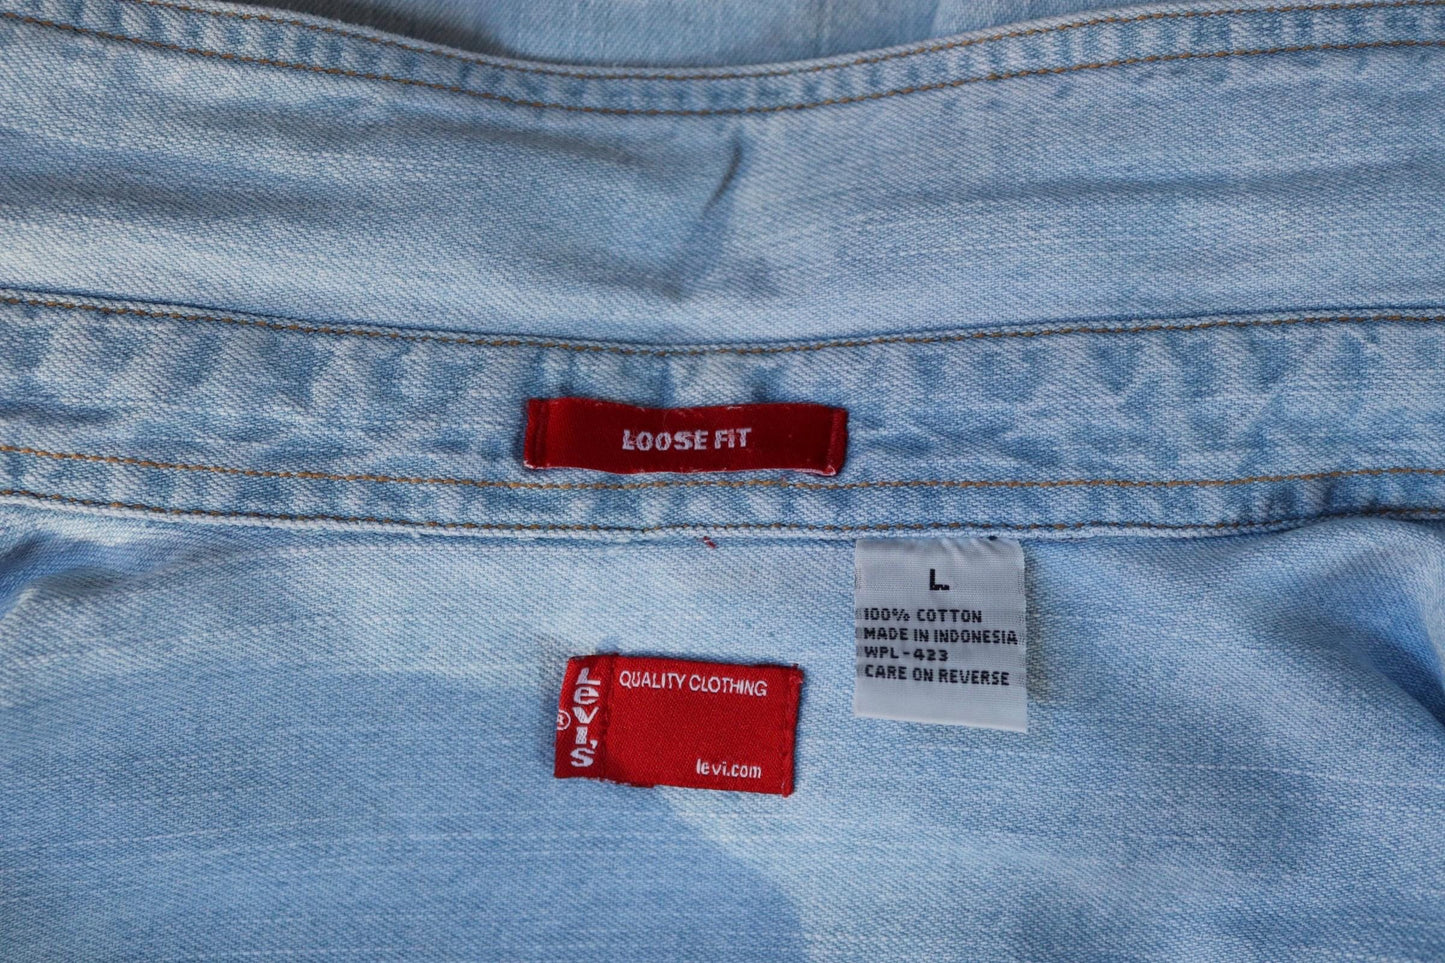 LOOSE FIT
L
100% COTTON
MADE IN INDONESIA
WPL-423
CARE ON REVERSE
Levi's
®
QUALITY CLOTHING
levi.com